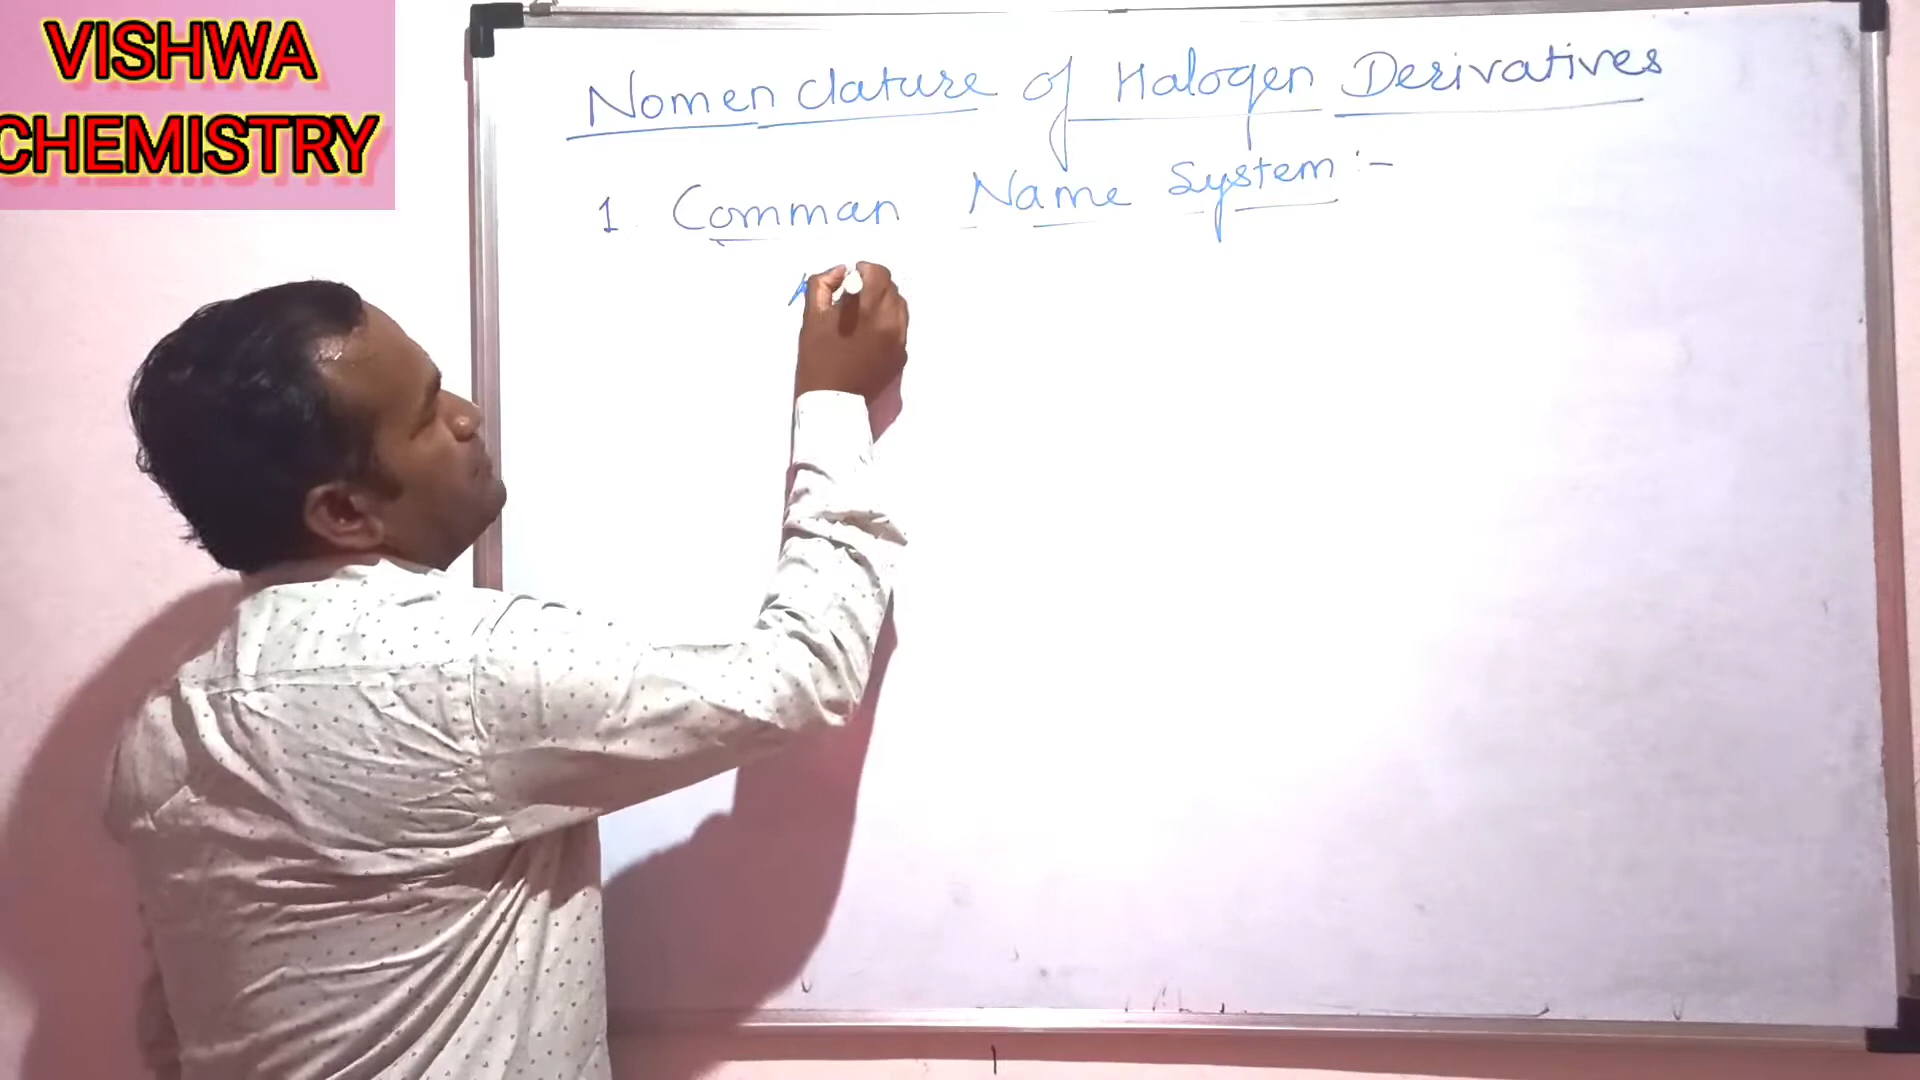 VISHWA
CHEMISTRY
Nomenclature of Halogen Derivatives
1. Comman Name System :-